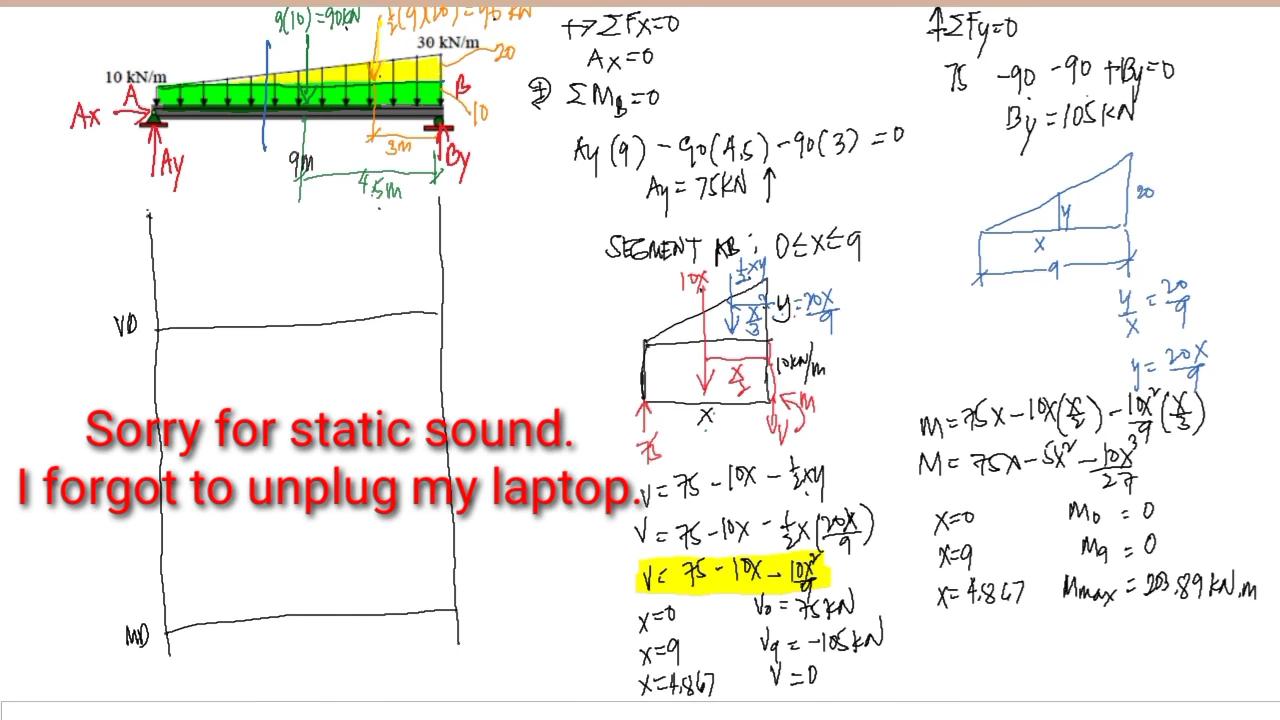 9(10)=90KN
½(9)(20)=90 KN
30 kN/m
20
10 kN/m
A
B
Ax
10
3m
Ay
9m
By
4.5m
VD
MD
Sorry for static sound.
I forgot to unplug my laptop.
+→ ΣFx=0
Ax=0
ΣM_B=0
Ay(9) - 90(4.5) - 90(3) = 0
Ay = 75KN ↑
SEGMENT AB: 0≤x≤9
10x
½xy
x/3
y=20x/9
10KN/m
x/2
M
x
V
75
V= 75 - 10x - ½xy
V= 75 - 10x - ½x(20x/9)
V= 75 - 10x - 10x²/9
x=0 V₀ = 75KN
x=9 V₉ = -105KN
x=4.867 V=0
+↑ΣFy=0
75 -90 -90 +By=0
By = 105KN
y
20
x
9
y/x = 20/9
y= 20x/9
M=75x-10x(x/2)-10x²/9(x/3)
M = 75x-5x²-10x³/27
x=0 M₀ = 0
x=9 M₉ = 0
x=4.867 Mmax = 203.89 KN.m